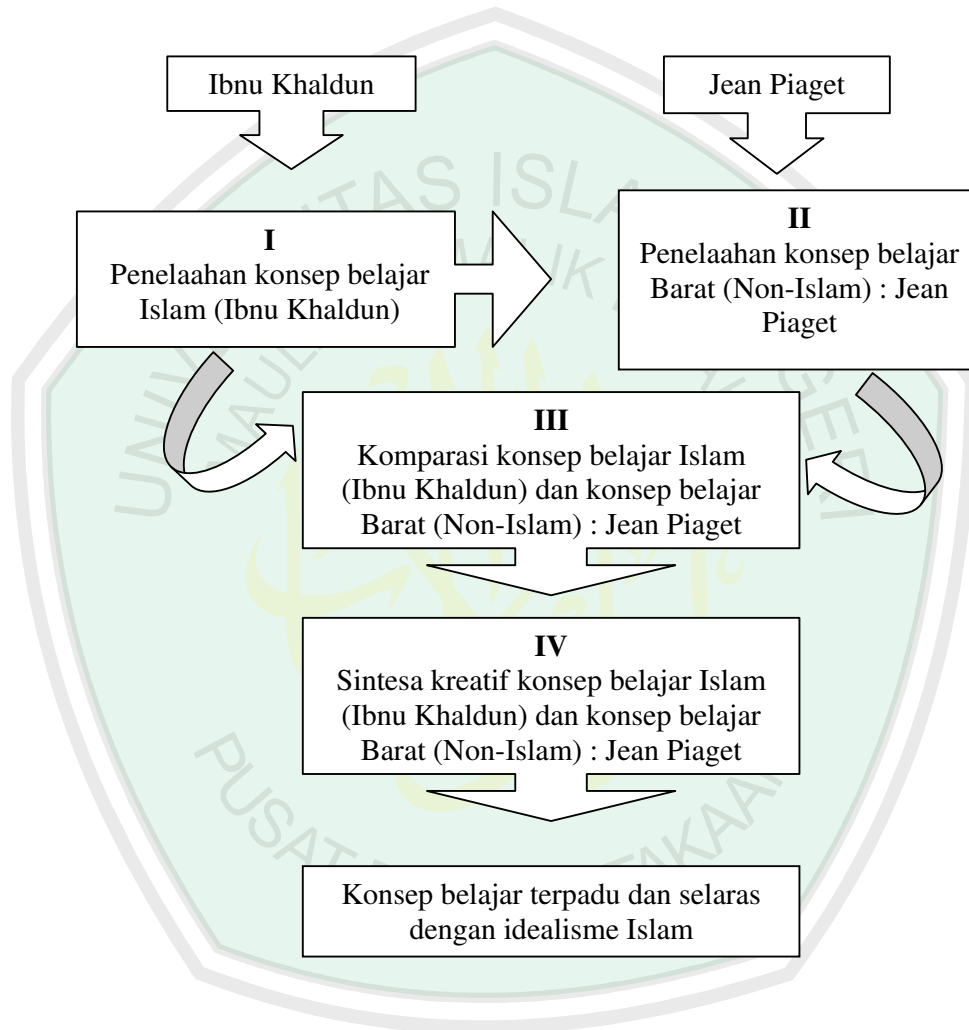 Ibnu Khaldun
Jean Piaget
I
Penelaahan konsep belajar
Islam (Ibnu Khaldun)
II
Penelaahan konsep belajar
Barat (Non-Islam) : Jean
Piaget
III
Komparasi konsep belajar Islam
(Ibnu Khaldun) dan konsep belajar
Barat (Non-Islam) : Jean Piaget
IV
Sintesa kreatif konsep belajar Islam
(Ibnu Khaldun) dan konsep belajar
Barat (Non-Islam) : Jean Piaget
Konsep belajar terpadu dan selaras
dengan idealisme Islam